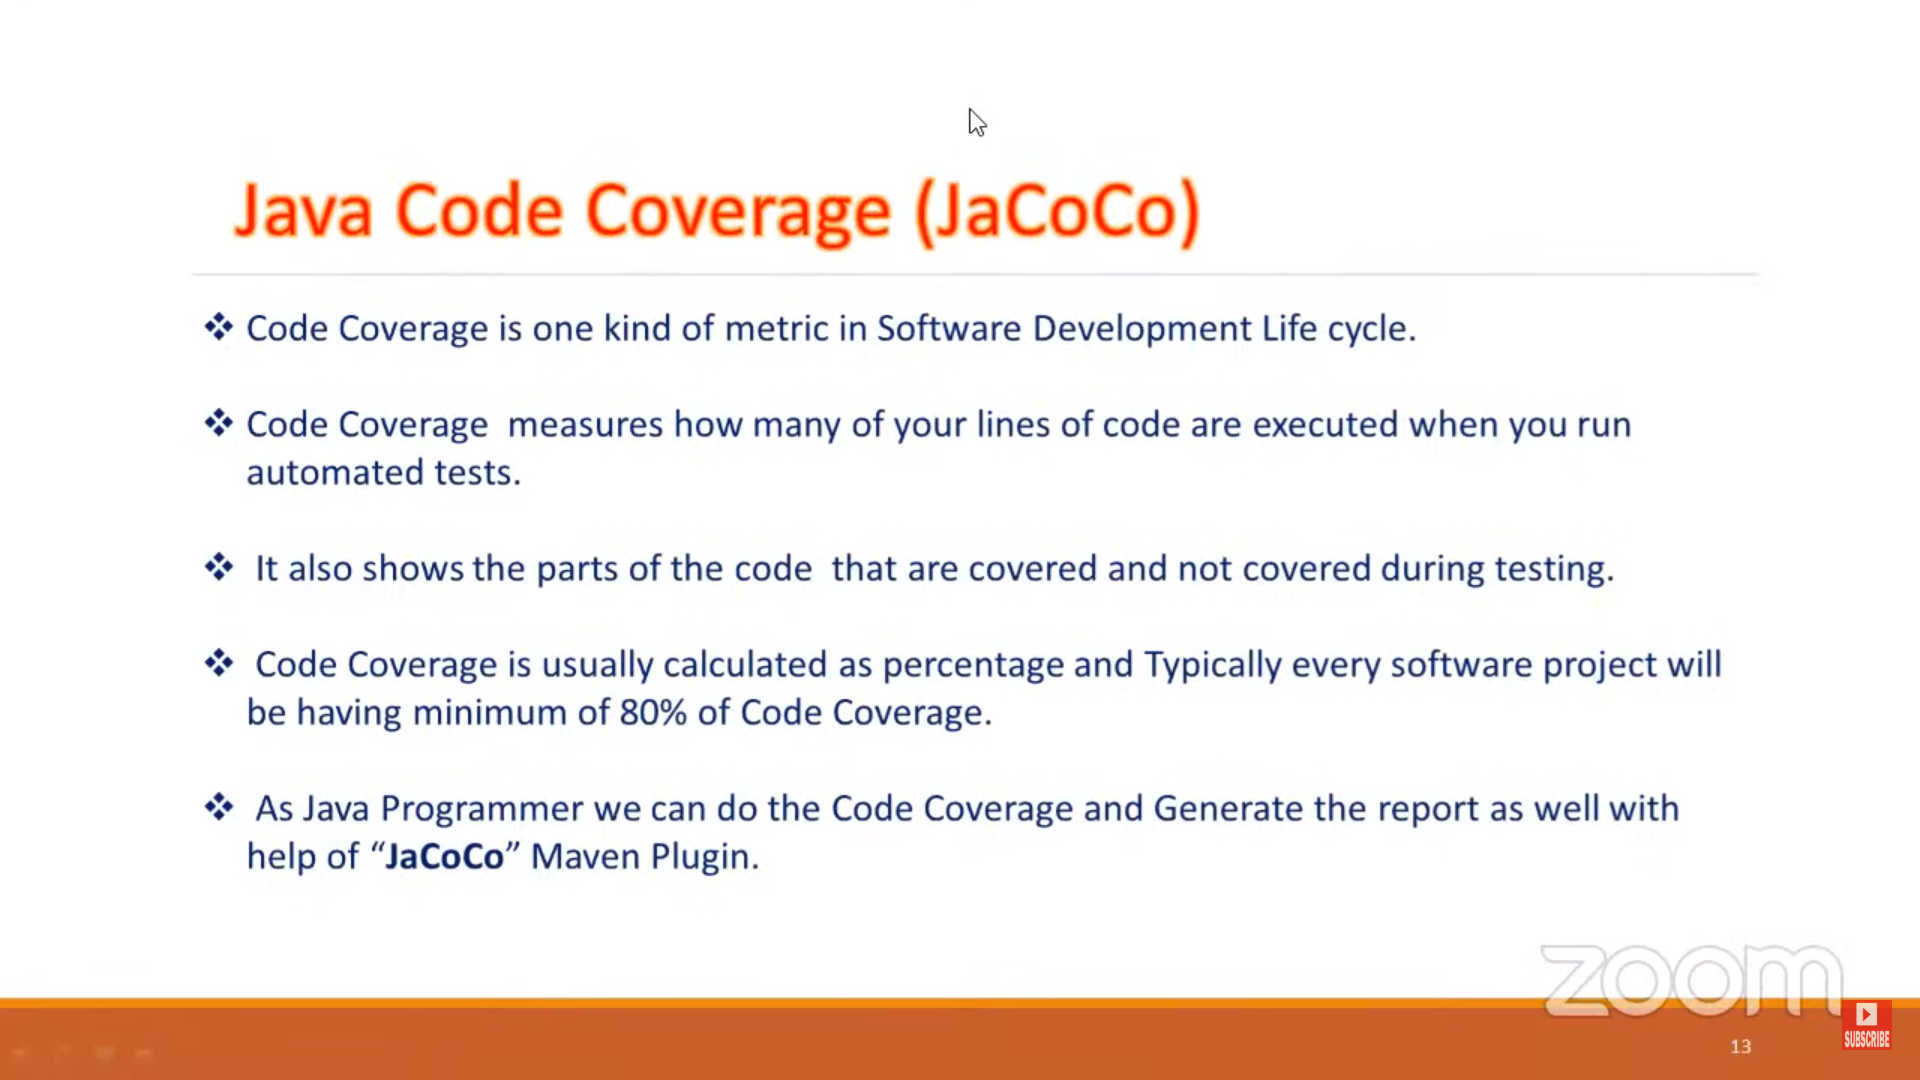 Java Code Coverage (JaCoCo)
❖ Code Coverage is one kind of metric in Software Development Life cycle.
❖ Code Coverage measures how many of your lines of code are executed when you run
automated tests.
❖ It also shows the parts of the code that are covered and not covered during testing.
❖ Code Coverage is usually calculated as percentage and Typically every software project will
be having minimum of 80% of Code Coverage.
❖ As Java Programmer we can do the Code Coverage and Generate the report as well with
help of “JaCoCo” Maven Plugin.
zoom
SUBSCRIBE
13